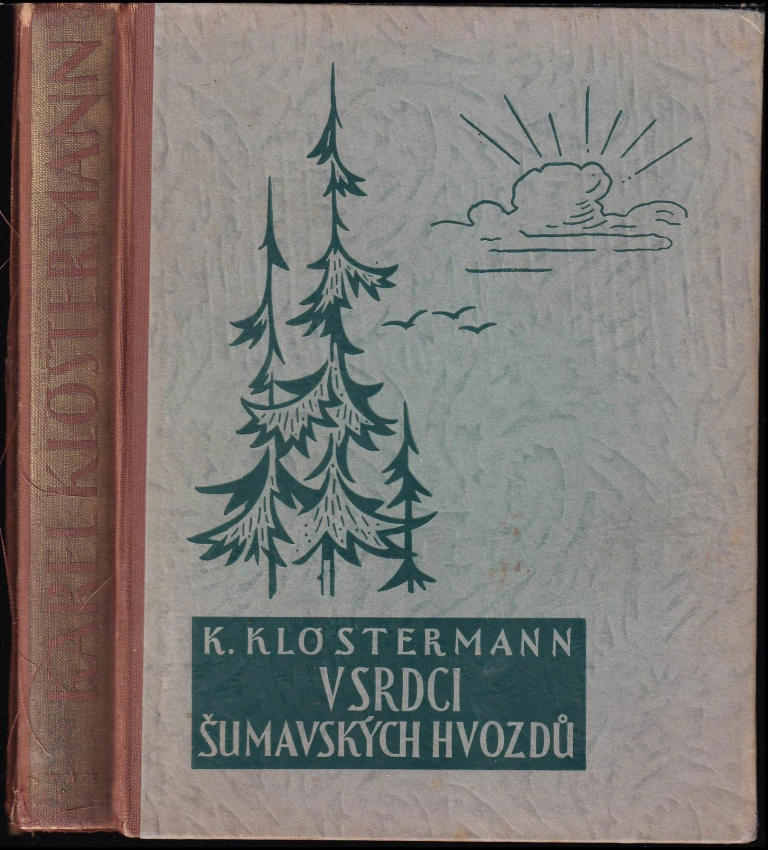 KAREL KLOSTERMANN
K. KLOSTERMANN
V SRDCI
ŠUMAVSKÝCH HVOZDŮ